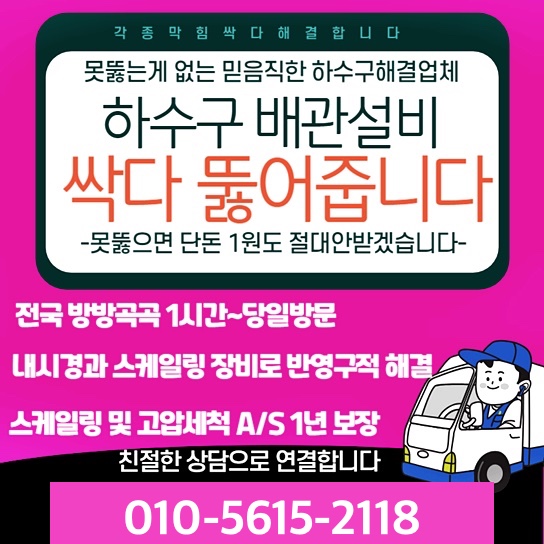 각종막힘싹다해결합니다
못뚫는게 없는 믿음직한 하수구해결업체
하수구 배관설비
싹다 뚫어줍니다
-못뚫으면 단돈 1원도 절대안받겠습니다-
전국 방방곡곡 1시간~당일방문
내시경과 스케일링 장비로 반영구적 해결
스케일링 및 고압세척 A/S 1년 보장
친절한 상담으로 연결합니다
010-5615-2118